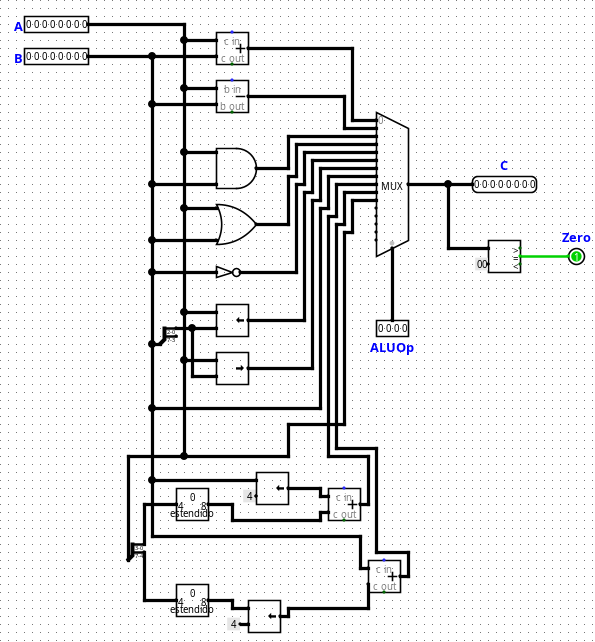 A 0 0 0 0 0 0 0 0
B 0 0 0 0 0 0 0 0
c in
+
c out
b in
−
b out
0
MUX
C
0 0 0 0 0 0 0 0
Zero
00
>
=
<
1
0 0 0 0
ALUOp
←
→
4
←
0
4 8
estendido
c in
+
c out
c in
+
c out
0
4 8
estendido
4
←